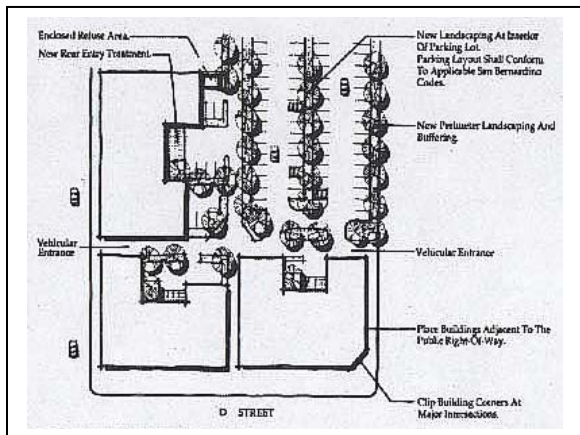 Enclosed Refuse Area.
New Rear Entry Treatment.
Vehicular
Entrance
New Landscaping At Interior
Of Parking Lot.
Parking Layout Shall Conform
To Applicable San Bernardino
Codes.
New Perimeter Landscaping And
Buffering.
Vehicular Entrance
Place Buildings Adjacent To The
Public Right-Of-Way.
Clip Building Corners At
Major Intersections.
D STREET